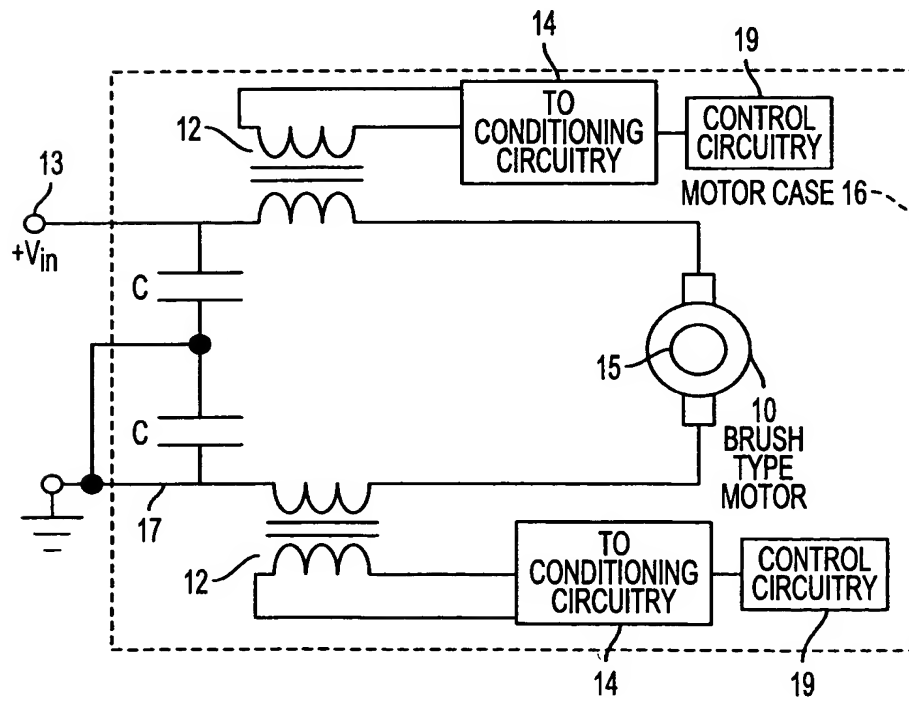 14
19
12
TO
CONDITIONING
CIRCUITRY
CONTROL
CIRCUITRY
13
MOTOR CASE 16
+Vin
C
15
10
BRUSH
TYPE
MOTOR
C
17
12
TO
CONDITIONING
CIRCUITRY
CONTROL
CIRCUITRY
14
19